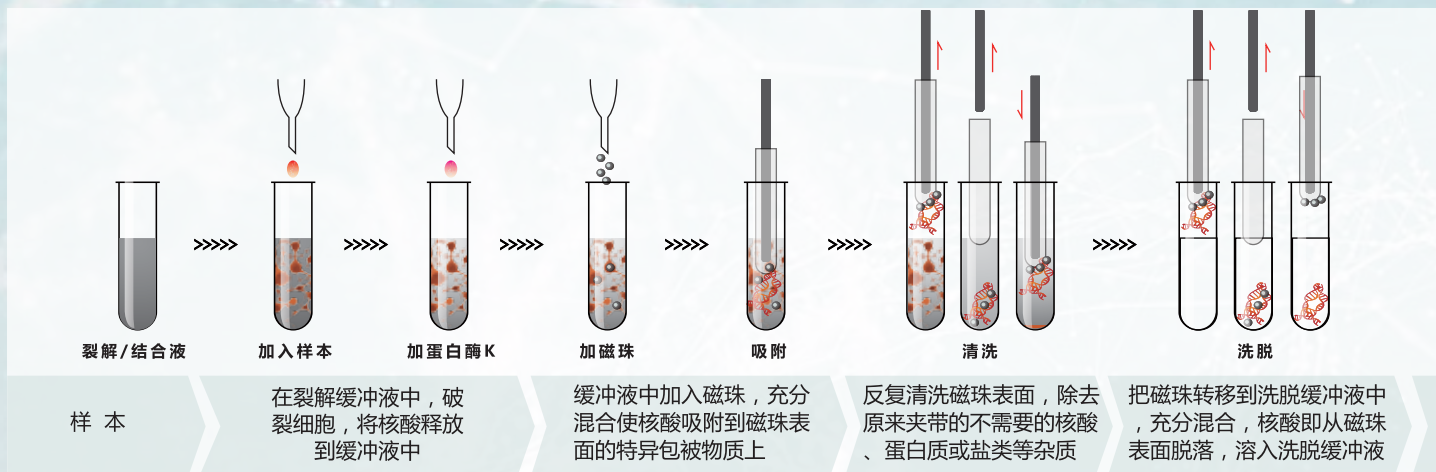 裂解/结合液
加入样本
加蛋白酶K
加磁珠
吸附
清洗
洗脱
样 本
在裂解缓冲液中，破
裂细胞，将核酸释放
到缓冲液中
缓冲液中加入磁珠，充分
混合使核酸吸附到磁珠表
面的特异包被物质上
反复清洗磁珠表面，除去
原来夹带的不需要的核酸
、蛋白质或盐类等杂质
把磁珠转移到洗脱缓冲液中
，充分混合，核酸即从磁珠
表面脱落，溶入洗脱缓冲液